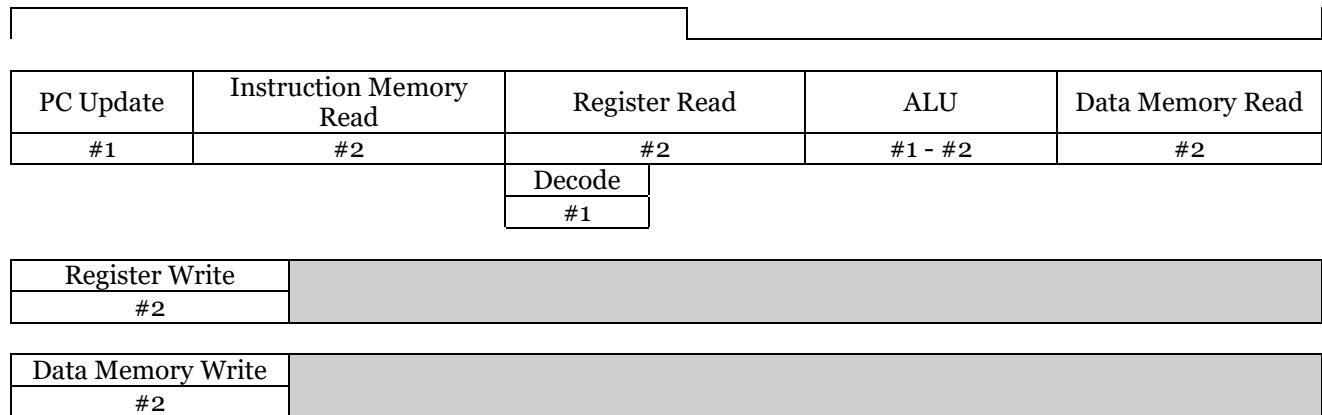 PC Update
Instruction Memory
Read
Register Read
ALU
Data Memory Read
#1
#2
#2
#1 - #2
#2
Decode
#1
Register Write
#2
Data Memory Write
#2